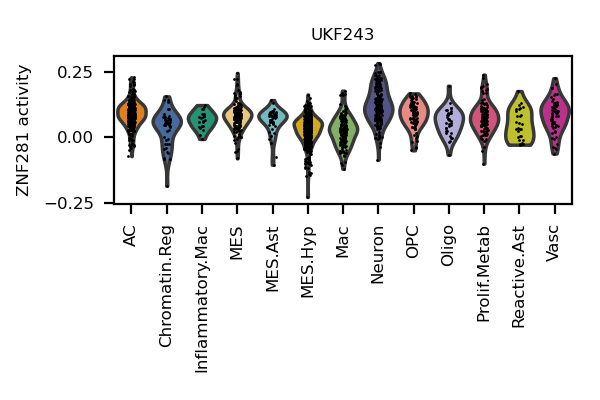 UKF243
ZNF281 activity
0.25
0.00
−0.25
AC
Chromatin.Reg
Inflammatory.Mac
MES
MES.Ast
MES.Hyp
Mac
Neuron
OPC
Oligo
Prolif.Metab
Reactive.Ast
Vasc